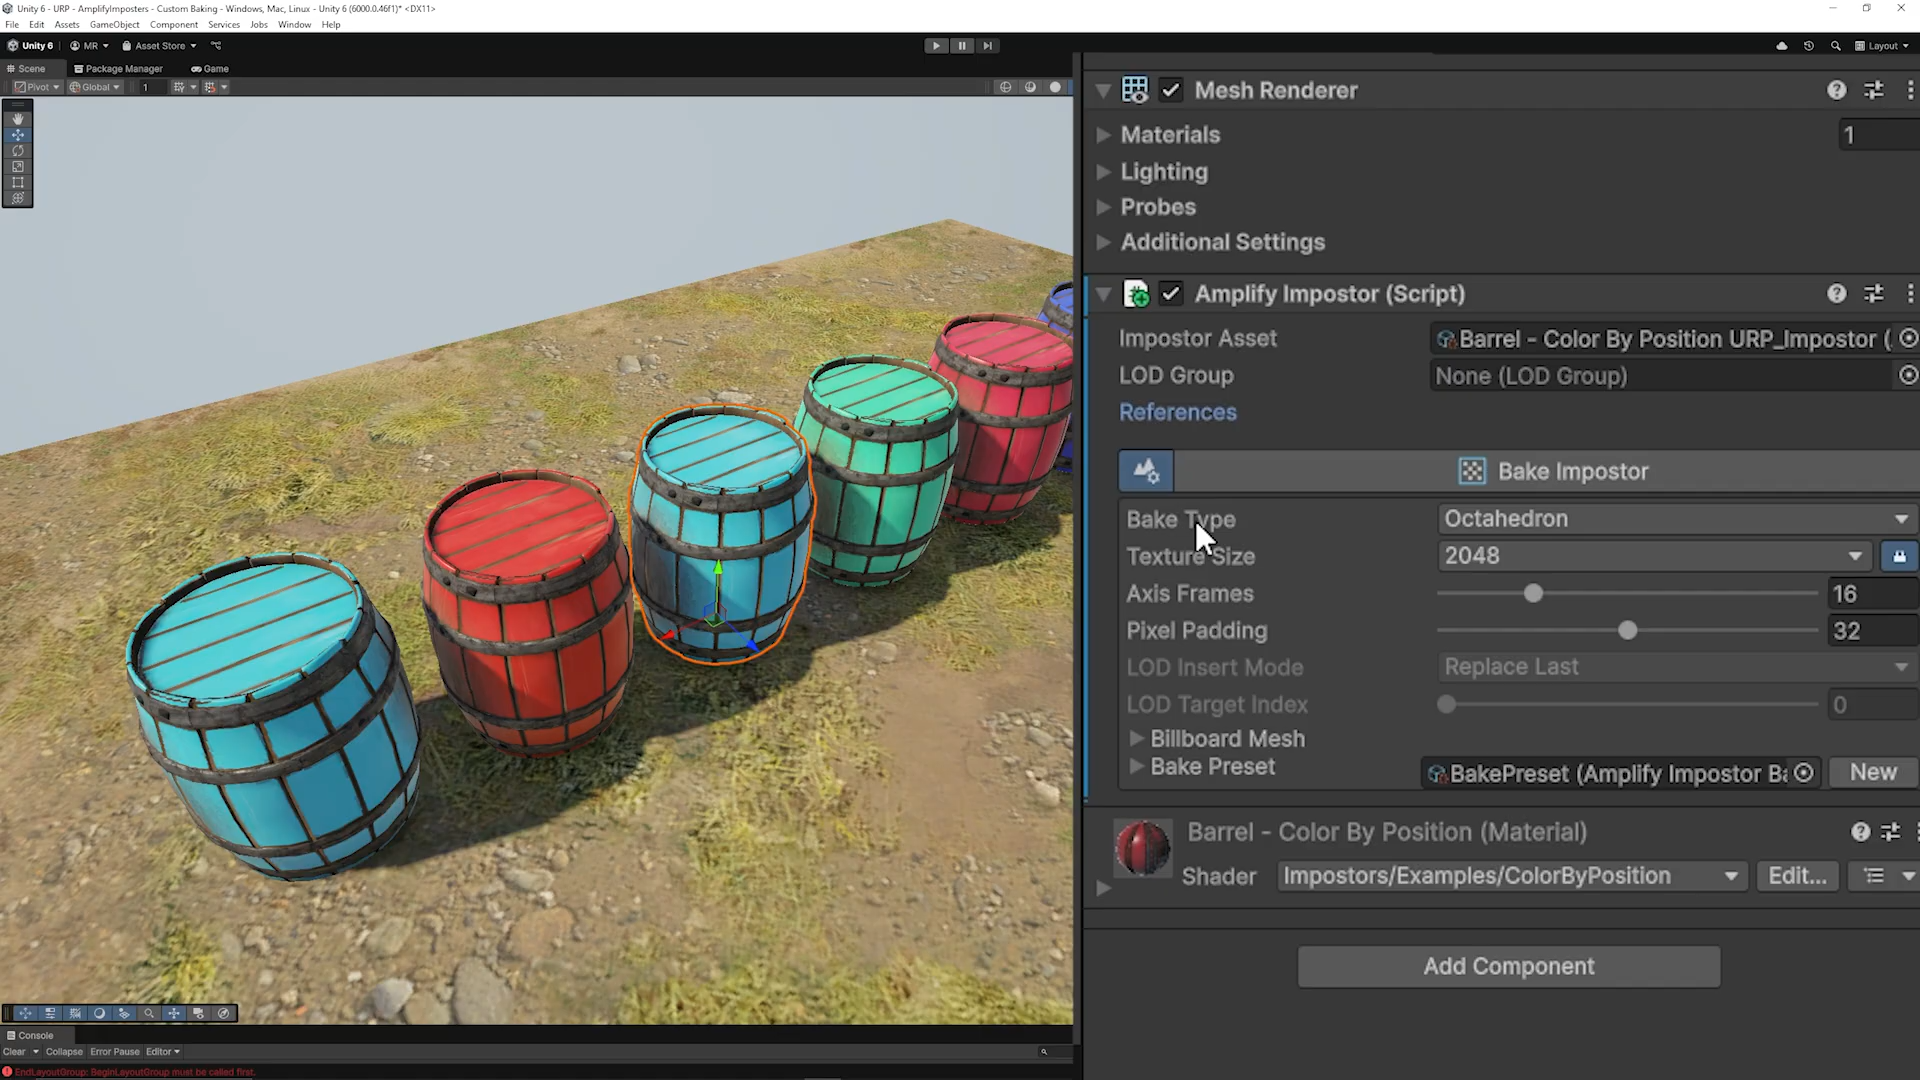 Unity 6 - URP - AmplifyImpostors - Custom Baking - Windows, Mac, Linux - Unity 6 (6000.0.46f1)* <DX11>
File Edit Assets GameObject Component Services Jobs Window Help
Unity 6 MR Asset Store Layout
Scene Package Manager Game
Pivot Global 1
Mesh Renderer
Materials 1
Lighting
Probes
Additional Settings
Amplify Impostor (Script)
Impostor Asset Barrel - Color By Position URP_Impostor (
LOD Group None (LOD Group)
References
Bake Impostor
Bake Type Octahedron
Texture Size 2048
Axis Frames 16
Pixel Padding 32
LOD Insert Mode Replace Last
LOD Target Index 0
Billboard Mesh
Bake Preset BakePreset (Amplify Impostor Ba New
Barrel - Color By Position (Material)
Shader Impostors/Examples/ColorByPosition Edit...
Add Component
Console
Clear Collapse Error Pause Editor
EndLayoutGroup: BeginLayoutGroup must be called first.